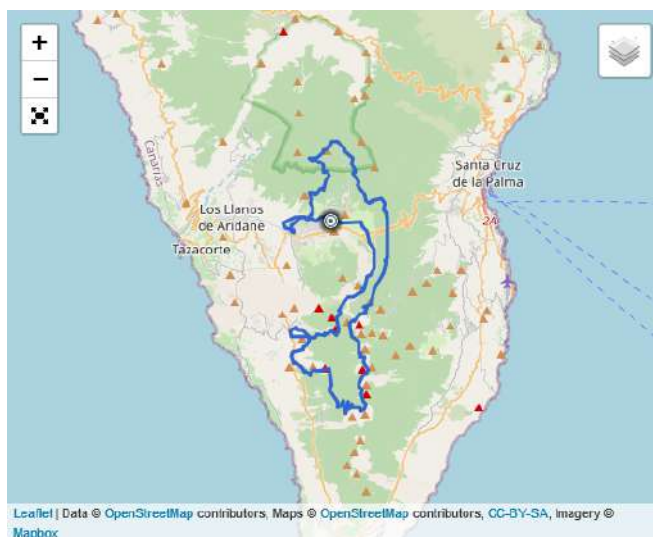 +
−
Canarias
Santa Cruz
de la Palma
Los Llanos
de Aridane
Tazacorte
2A
Leaflet | Data © OpenStreetMap contributors, Maps © OpenStreetMap contributors, CC-BY-SA, Imagery ©
Mapbox